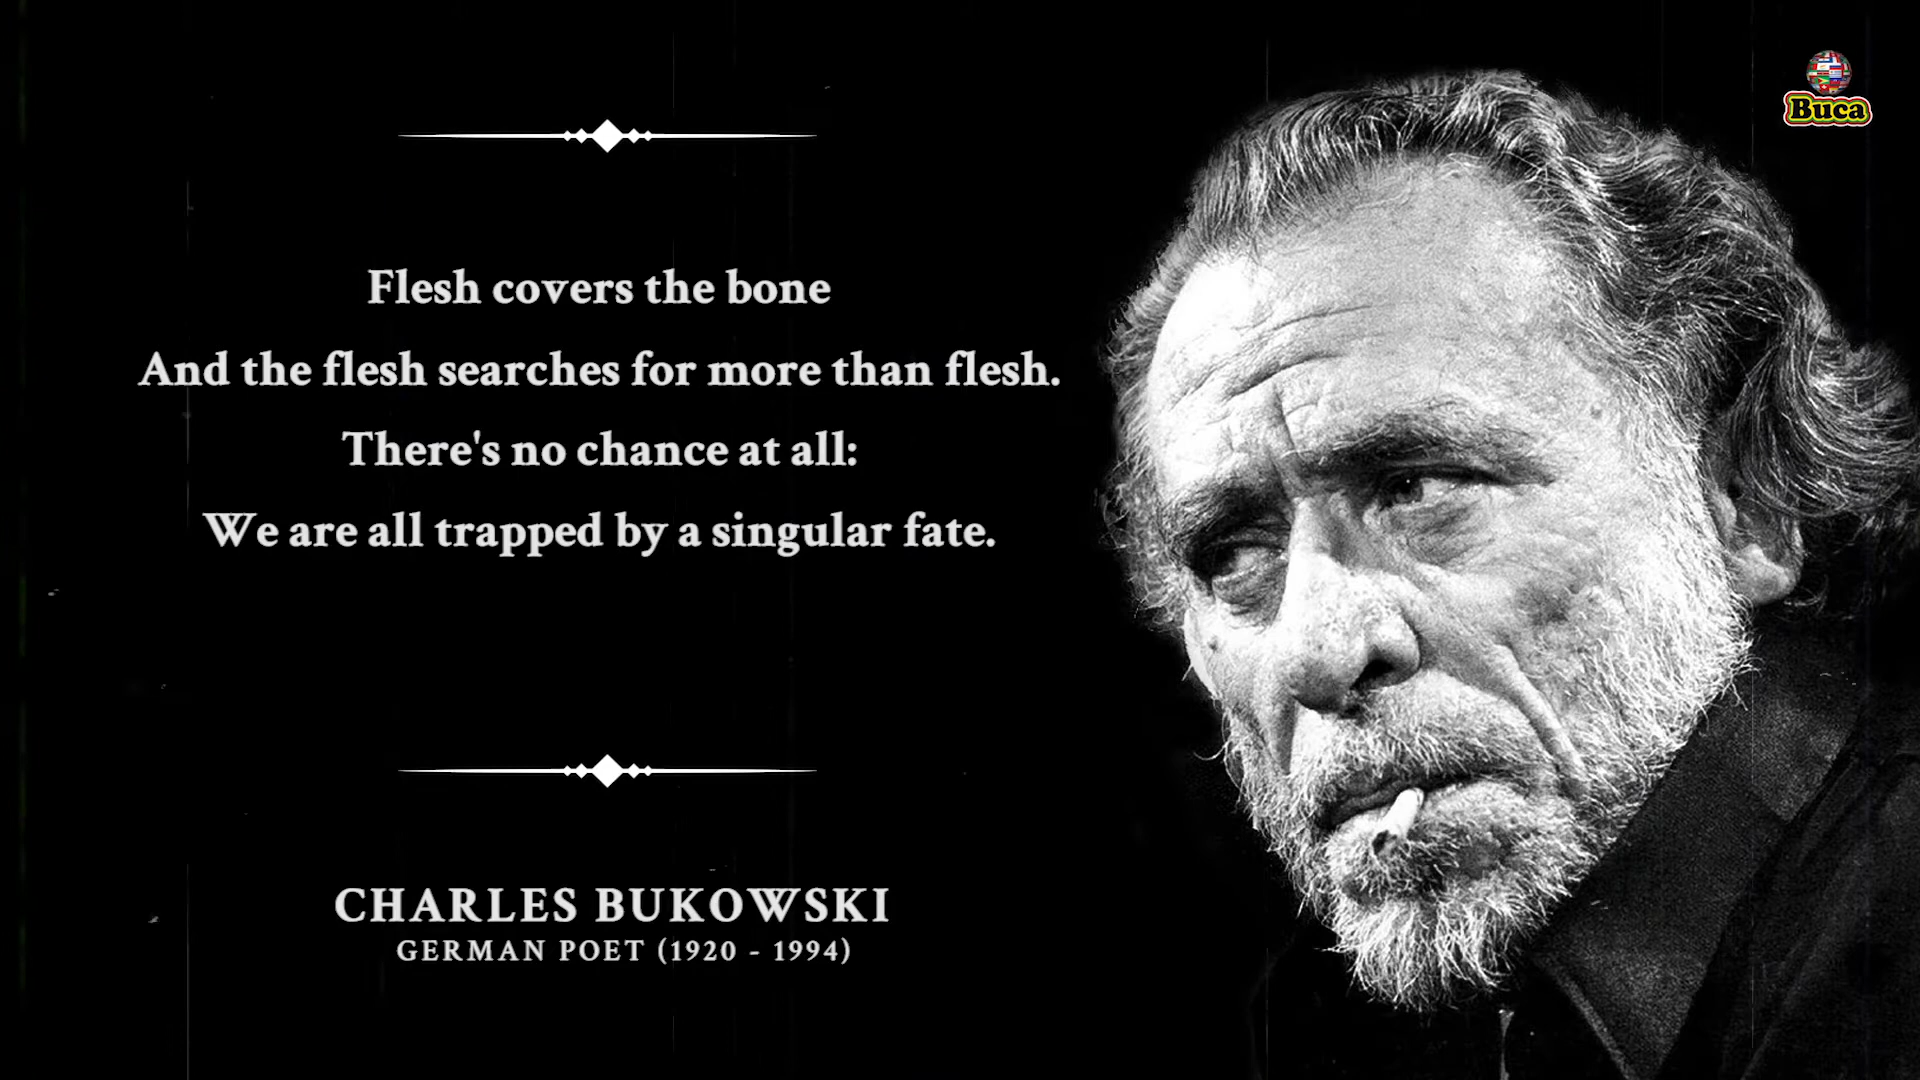 Buca
Flesh covers the bone
And the flesh searches for more than flesh.
There's no chance at all:
We are all trapped by a singular fate.
CHARLES BUKOWSKI
GERMAN POET (1920 - 1994)